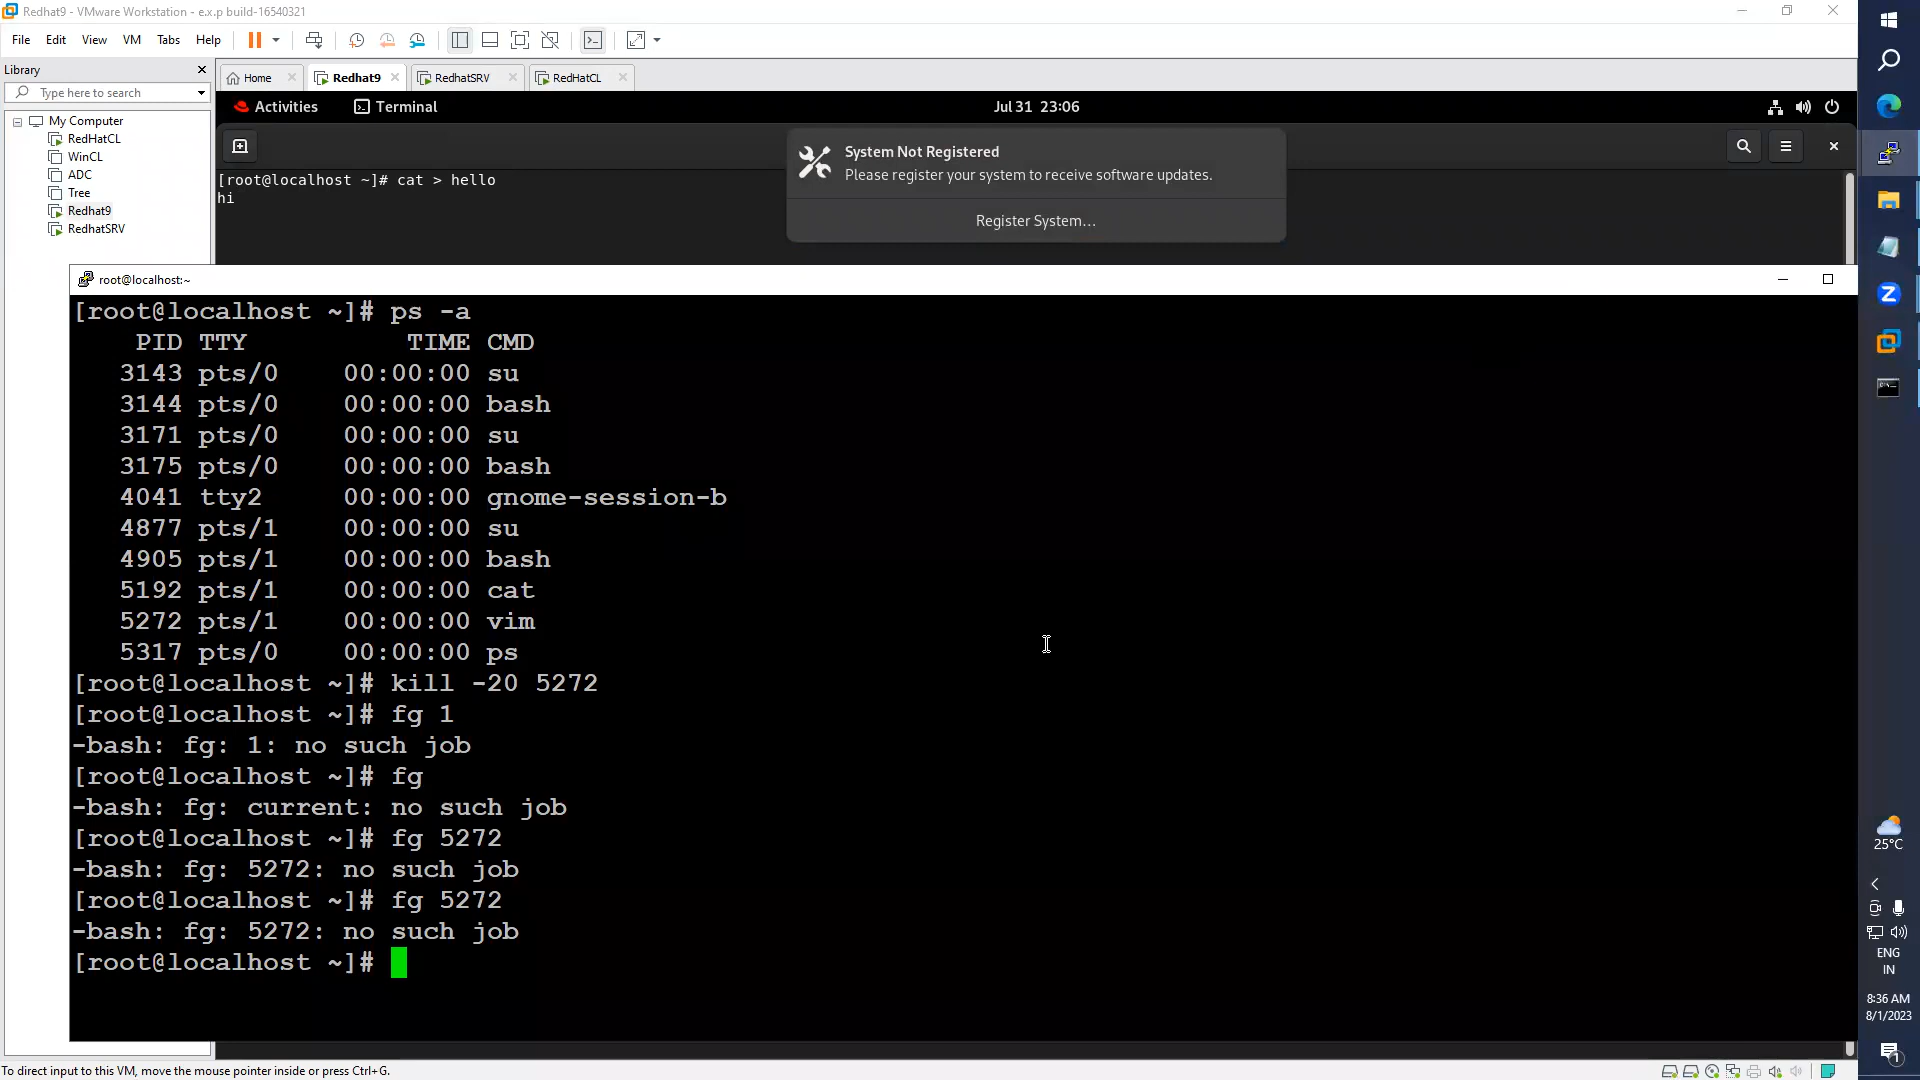 Redhat9 - VMware Workstation - e.x.p build-16540321
File Edit View VM Tabs Help
Library
Type here to search
My Computer
RedHatCL
WinCL
ADC
Tree
Redhat9
RedhatSRV
Home Redhat9 RedhatSRV RedHatCL
Activities Terminal Jul 31 23:06
System Not Registered
Please register your system to receive software updates.
Register System...
[root@localhost ~]# cat > hello
hi
root@localhost:~
[root@localhost ~]# ps -a
PID TTY TIME CMD
3143 pts/0 00:00:00 su
3144 pts/0 00:00:00 bash
3171 pts/0 00:00:00 su
3175 pts/0 00:00:00 bash
4041 tty2 00:00:00 gnome-session-b
4877 pts/1 00:00:00 su
4905 pts/1 00:00:00 bash
5192 pts/1 00:00:00 cat
5272 pts/1 00:00:00 vim
5317 pts/0 00:00:00 ps
[root@localhost ~]# kill -20 5272
[root@localhost ~]# fg 1
-bash: fg: 1: no such job
[root@localhost ~]# fg
-bash: fg: current: no such job
[root@localhost ~]# fg 5272
-bash: fg: 5272: no such job
[root@localhost ~]# fg 5272
-bash: fg: 5272: no such job
[root@localhost ~]#
To direct input to this VM, move the mouse pointer inside or press Ctrl+G.
25°C
ENG
IN
8:36 AM
8/1/2023
1